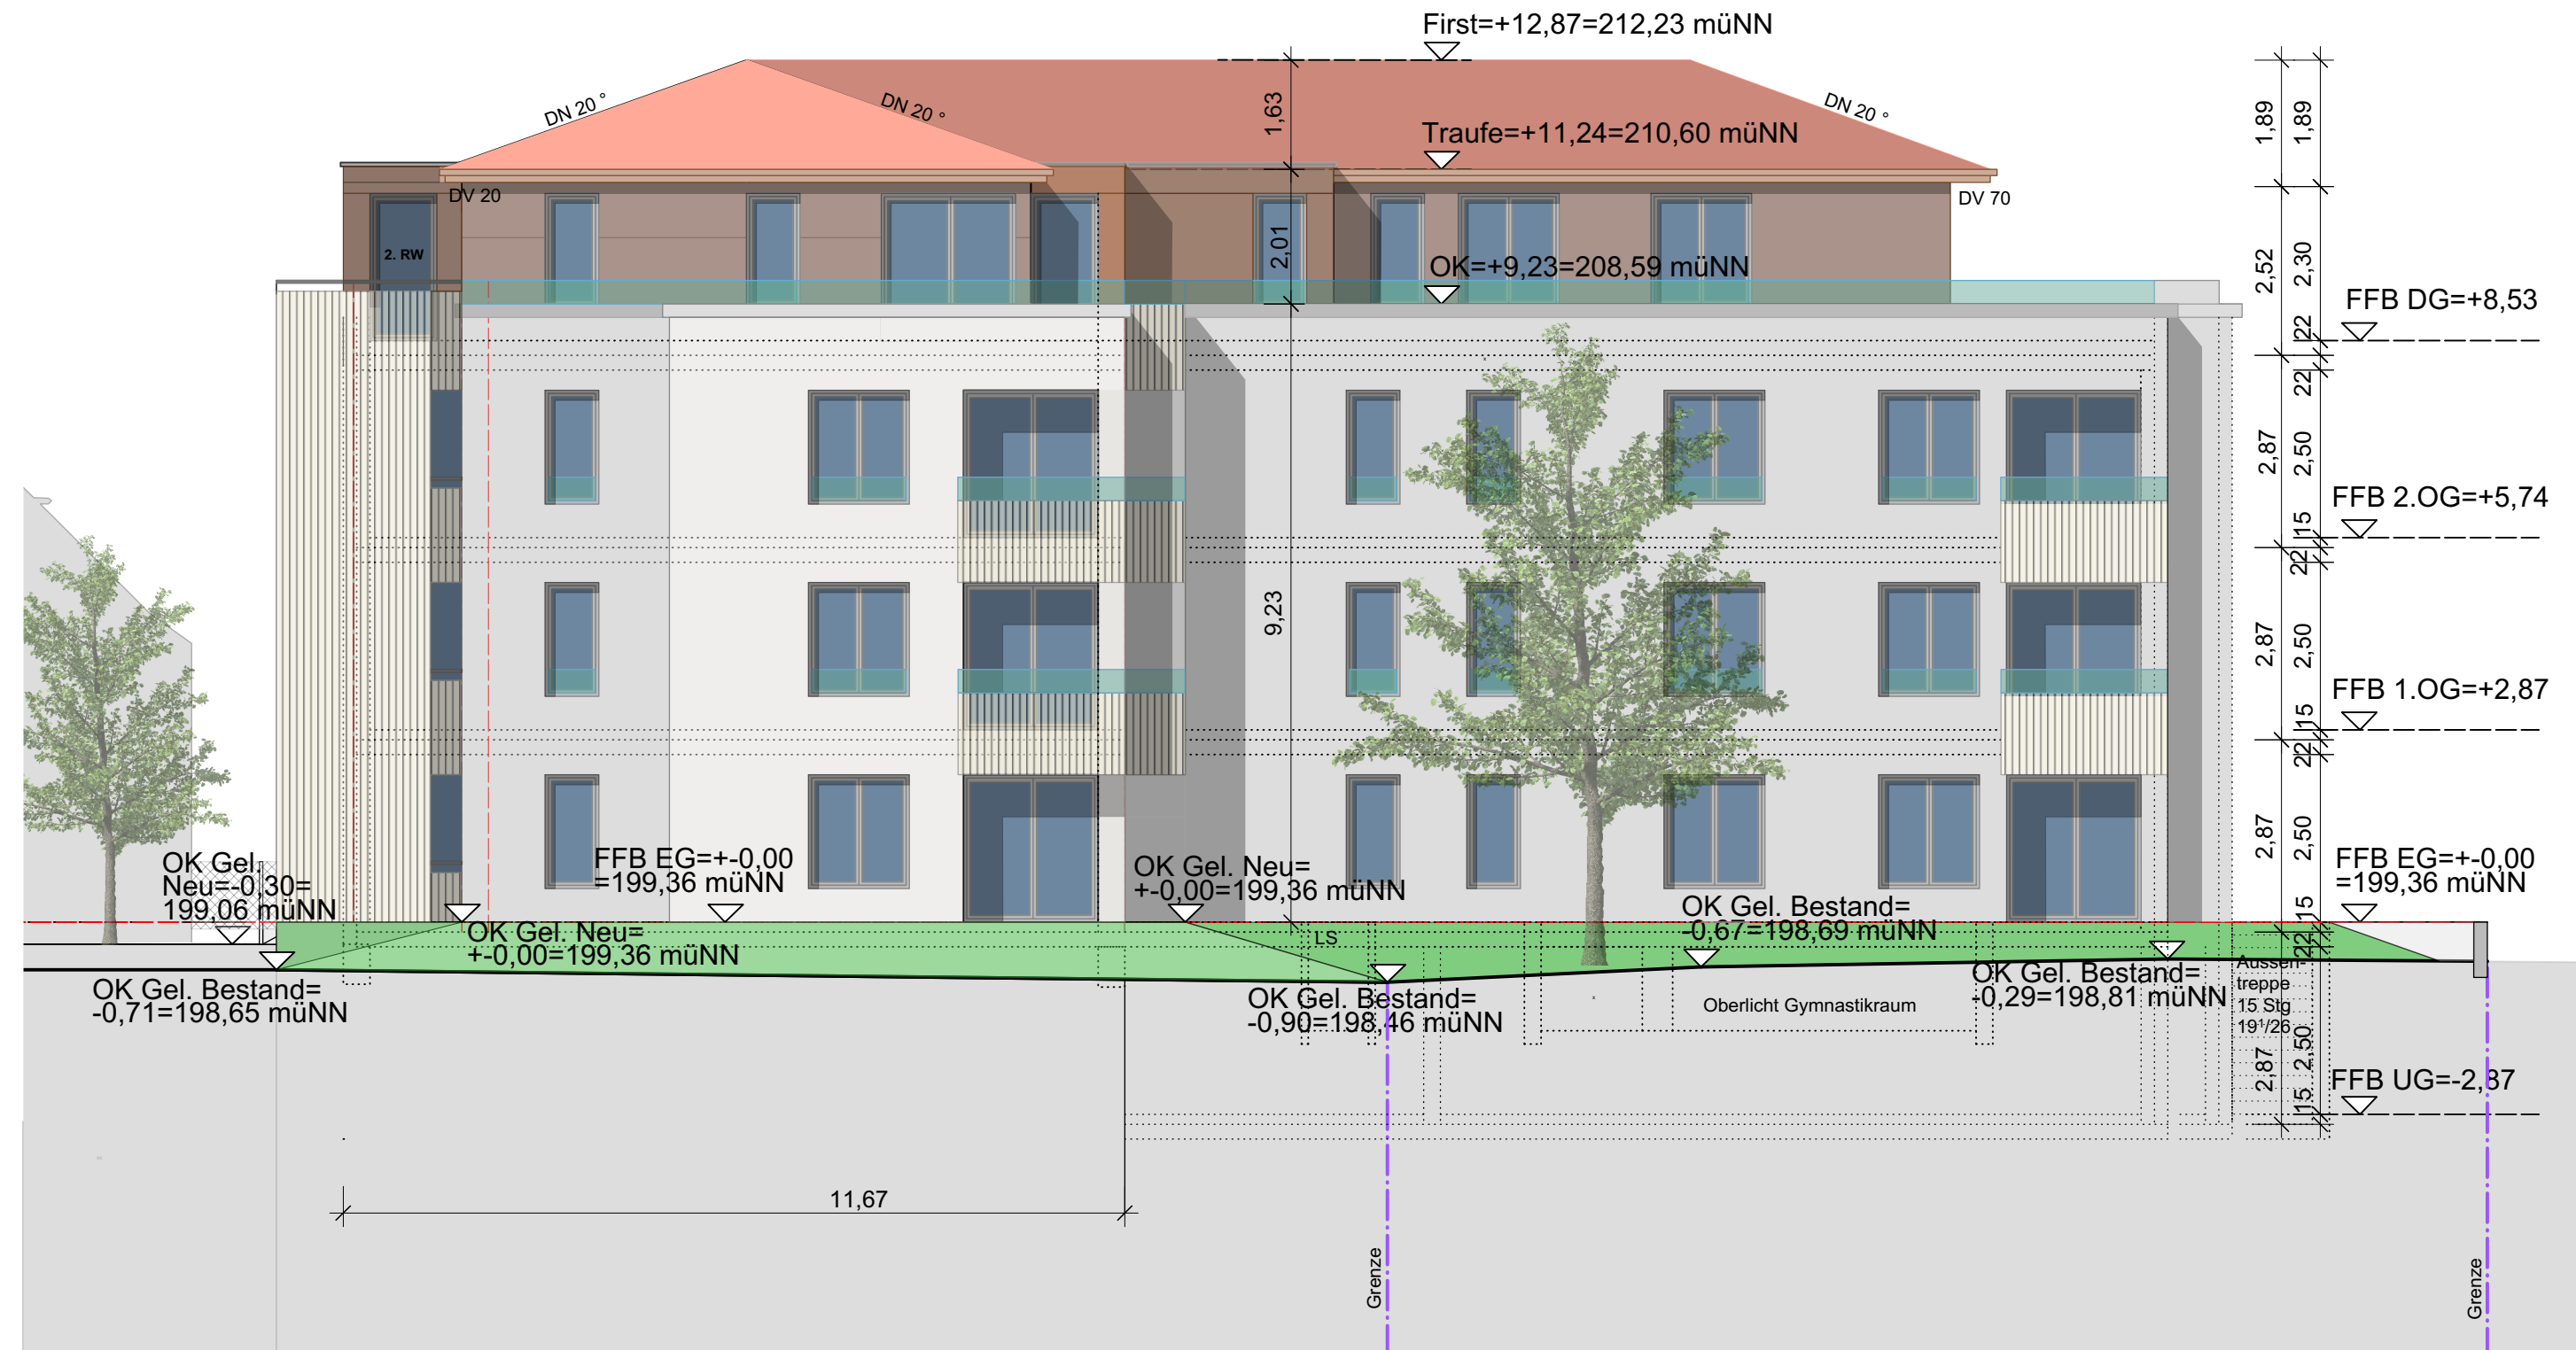 First=+12,87=212,23 müNN
DN 20 °
DN 20 °
DN 20 °
1,63
1,89
1,89
Traufe=+11,24=210,60 müNN
DV 20
DV 70
2. RW
2,01
OK=+9,23=208,59 müNN
2,52
2,30
FFB DG=+8,53
22
22
2,87
2,50
FFB 2.OG=+5,74
15
22
9,23
2,87
2,50
FFB 1.OG=+2,87
15
22
2,87
2,50
OK Gel.
Neu=-0,30=
199,06 müNN
FFB EG=+-0,00
=199,36 müNN
OK Gel. Neu=
+-0,00=199,36 müNN
FFB EG=+-0,00
=199,36 müNN
OK Gel. Bestand=
-0,67=198,69 müNN
15
22
OK Gel. Neu=
+-0,00=199,36 müNN
LS
OK Gel. Bestand=
-0,71=198,65 müNN
OK Gel. Bestand=
-0,90=198,46 müNN
Oberlicht Gymnastikraum
OK Gel. Bestand=
-0,29=198,81 müNN
Aussen-
treppe
15 Stg
19¹/26
2,87
2,50
15
FFB UG=-2,87
11,67
Grenze
Grenze